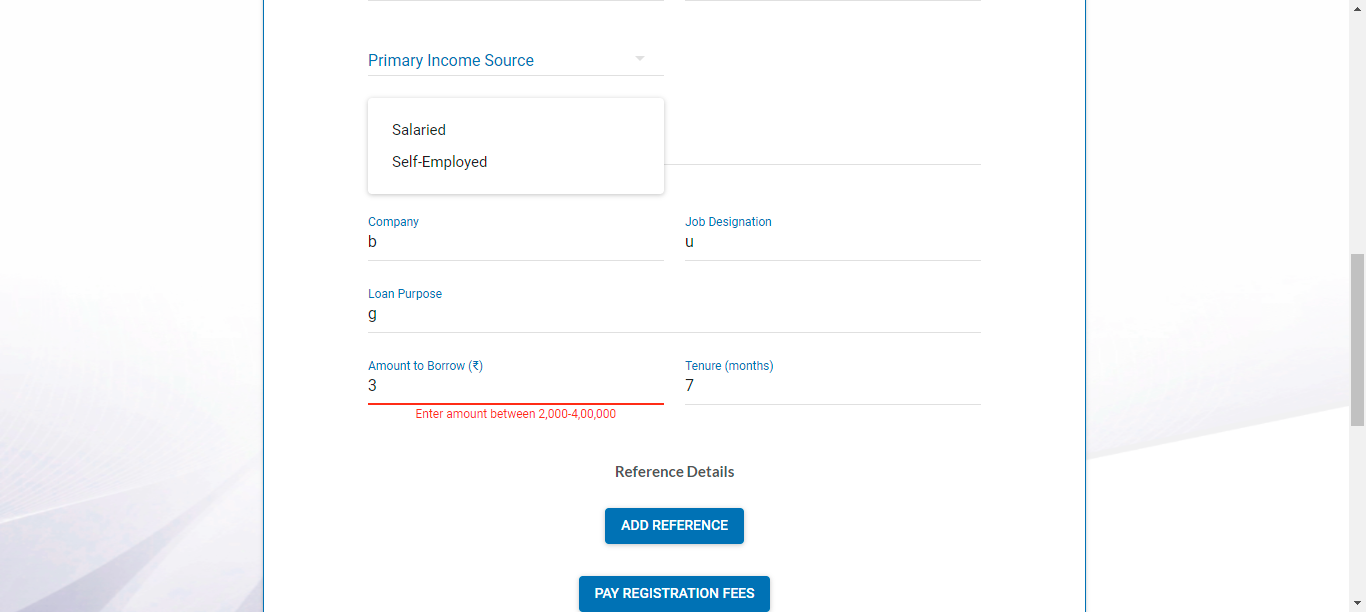 Primary Income Source
Salaried
Self-Employed
Company
Job Designation
b
u
Loan Purpose
g
Amount to Borrow (₹)
Tenure (months)
3
7
Enter amount between 2,000-4,00,000
Reference Details
ADD REFERENCE
PAY REGISTRATION FEES